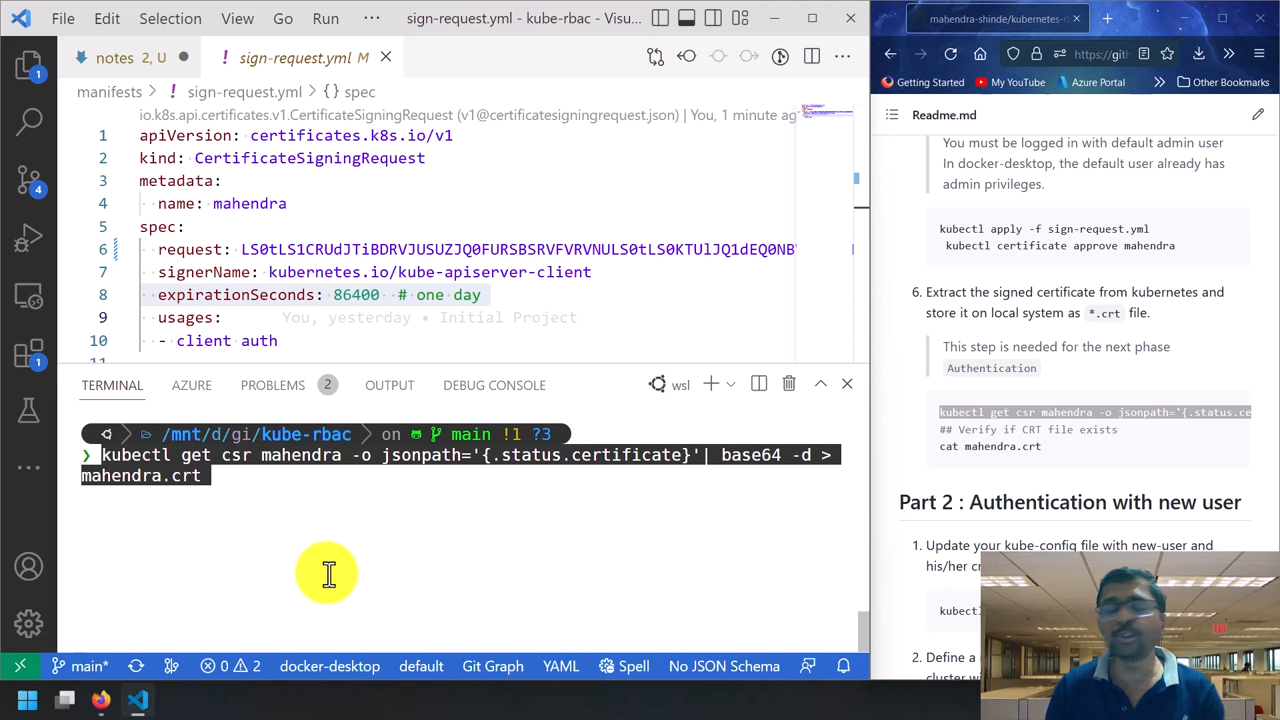 File Edit Selection View Go Run ··· sign-request.yml - kube-rbac - Visu...
notes 2, U
! sign-request.yml M
manifests > ! sign-request.yml > {} spec
io.k8s.api.certificates.v1.CertificateSigningRequest (v1@certificatesigningrequest.json) | You, 1 minute ag
1 apiVersion: certificates.k8s.io/v1
2 kind: CertificateSigningRequest
3 metadata:
4 name: mahendra
5 spec:
6 request: LS0tLS1CRUdJTiBDRVJUSUZJQ0FURSBSRVFVRVNULS0tLS0KTUlJQ1dEQ0NB
7 signerName: kubernetes.io/kube-apiserver-client
8 expirationSeconds: 86400 # one day
9 usages: You, yesterday • Initial Project
10 - client auth
11
1
4
1
TERMINAL AZURE PROBLEMS 2 OUTPUT DEBUG CONSOLE wsl
/mnt/d/gi/kube-rbac on main !1 ?3
❯ kubectl get csr mahendra -o jsonpath='{.status.certificate}'| base64 -d >
mahendra.crt
main* 0 2 docker-desktop default Git Graph YAML Spell No JSON Schema
mahendra-shinde/kubernetes-r
https://gith
Getting Started My YouTube Azure Portal Other Bookmarks
Readme.md
You must be logged in with default admin user
In docker-desktop, the default user already has
admin privileges.
kubectl apply -f sign-request.yml
kubectl certificate approve mahendra
6. Extract the signed certificate from kubernetes and
store it on local system as *.crt file.
This step is needed for the next phase
Authentication
kubectl get csr mahendra -o jsonpath='{.status.ce
## Verify if CRT file exists
cat mahendra.crt
Part 2 : Authentication with new user
1. Update your kube-config file with new-user and
his/her cr
kubectl
2. Define a
cluster wi